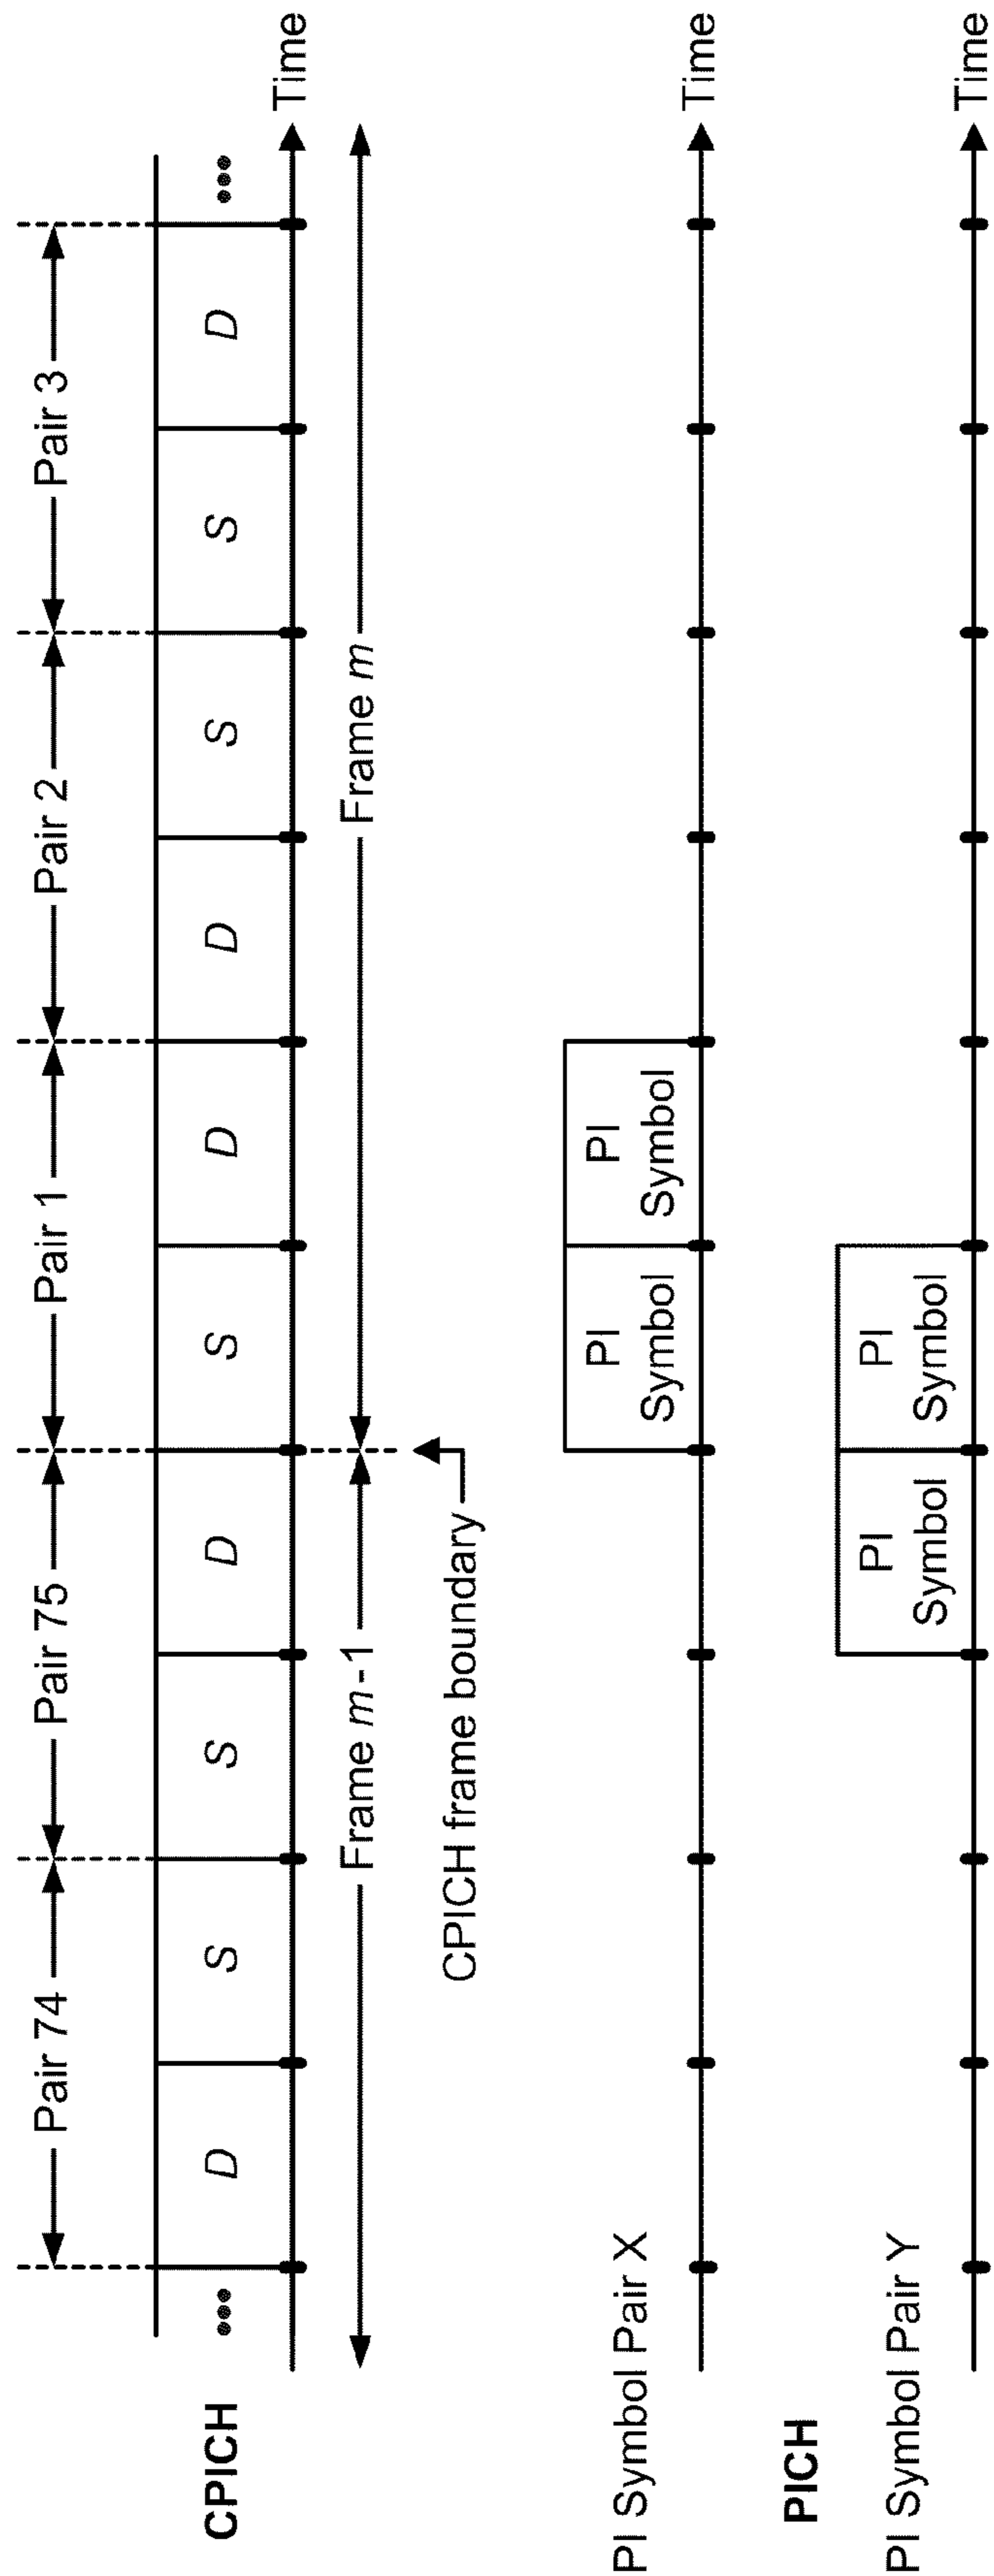 Pair 74 Pair 75 Pair 1 Pair 2 Pair 3
CPICH ••• D S S D S D D S S D •••
Time
Frame m-1 Frame m
CPICH frame boundary
PI Symbol Pair X
PI PI
Symbol Symbol
Time
PICH
PI Symbol Pair Y
PI PI
Symbol Symbol
Time